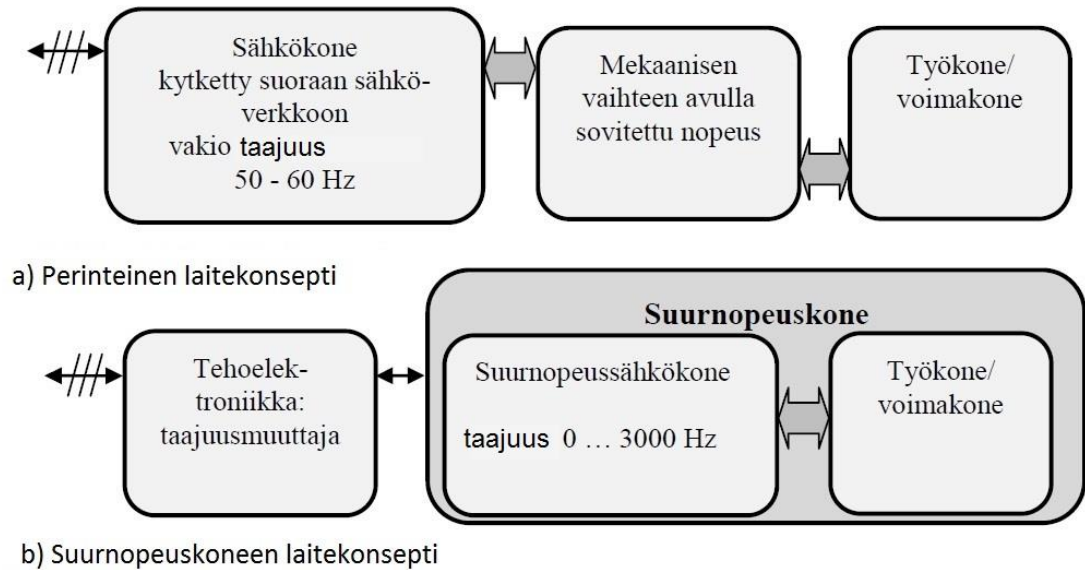 Sähkökone
kytketty suoraan sähkö-
verkkoon
vakio taajuus
50 - 60 Hz
Mekaanisen
vaihteen avulla
sovitettu nopeus
Työkone/
voimakone
a) Perinteinen laitekonsepti
Suurnopeuskone
Tehoelek-
troniikka:
taajuusmuuttaja
Suurnopeussähkökone
taajuus 0 … 3000 Hz
Työkone/
voimakone
b) Suurnopeuskoneen laitekonsepti